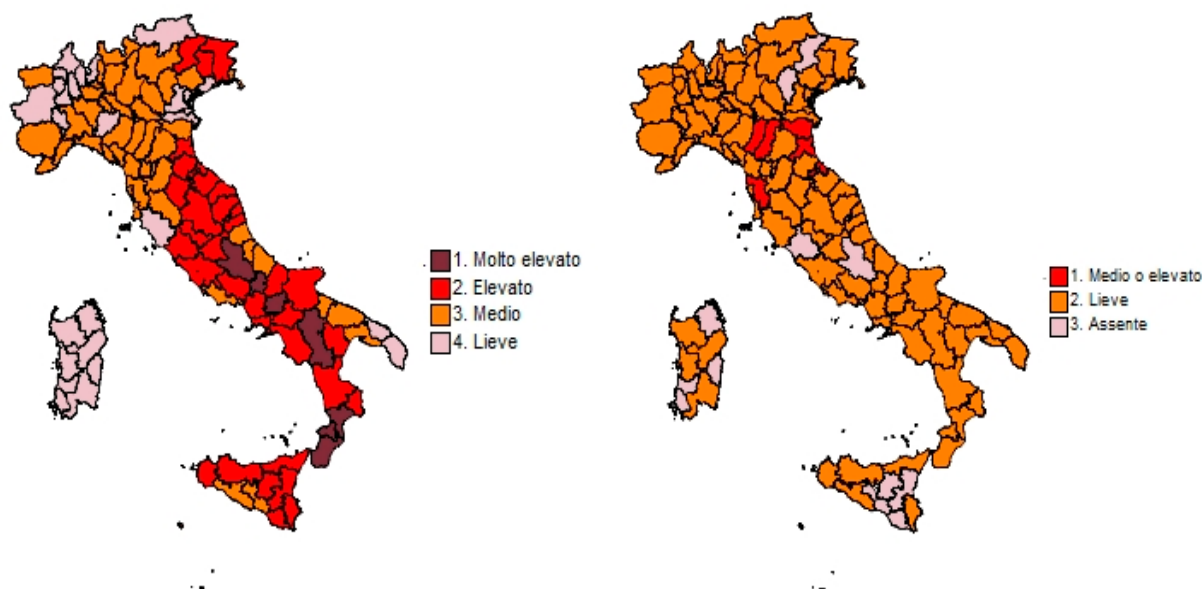 1. Molto elevato
2. Elevato
3. Medio
4. Lieve
1. Medio o elevato
2. Lieve
3. Assente